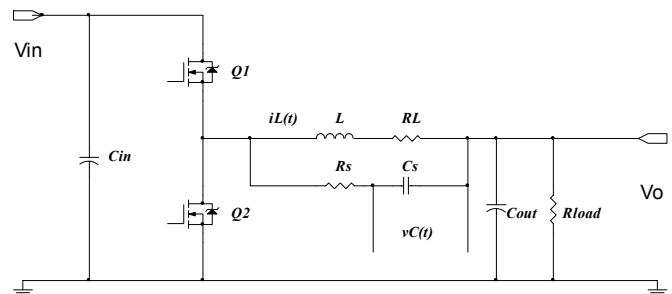 Vin
Q1
iL(t) L RL
Cin
Rs Cs
Q2
Vo
Cout Rload
vC(t)